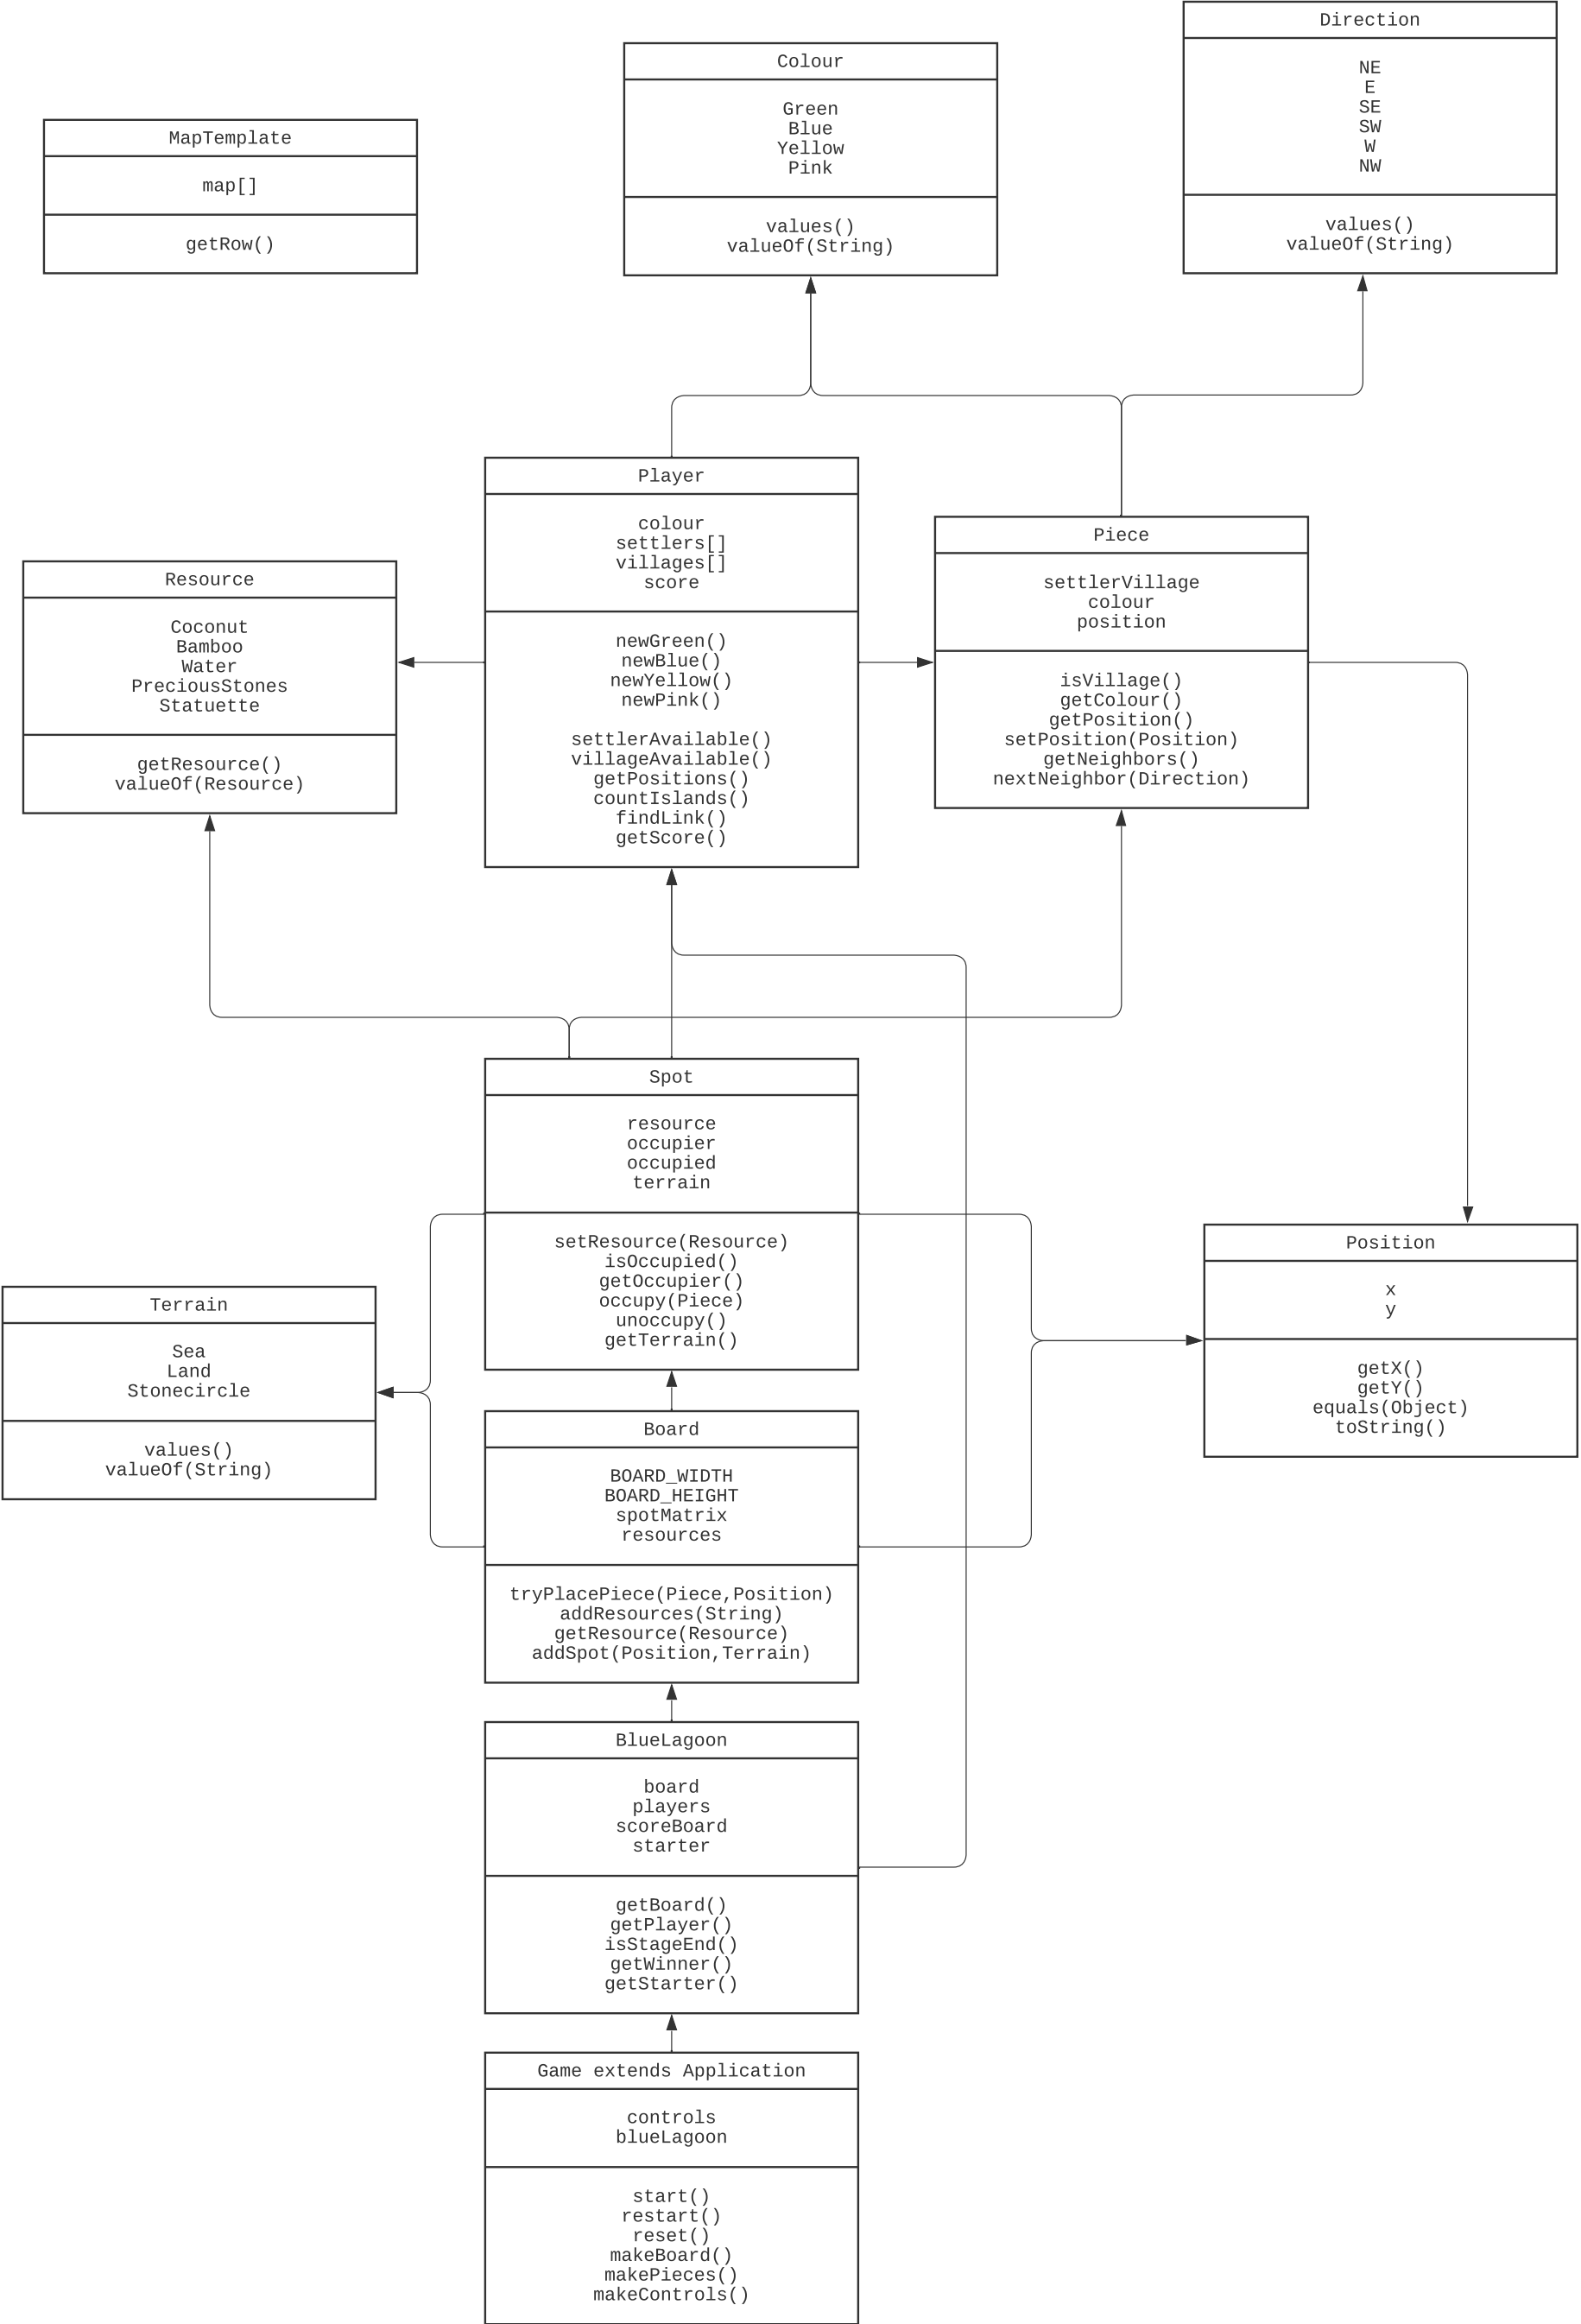 Direction
NE
E
SE
SW
W
NW
values()
valueOf(String)
Colour
Green
Blue
Yellow
Pink
values()
valueOf(String)
MapTemplate
map[]
getRow()
Player
colour
settlers[]
villages[]
score
newGreen()
newBlue()
newYellow()
newPink()
settlerAvailable()
villageAvailable()
getPositions()
countIslands()
findLink()
getScore()
Piece
settlerVillage
colour
position
isVillage()
getColour()
getPosition()
setPosition(Position)
getNeighbors()
nextNeighbor(Direction)
Resource
Coconut
Bamboo
Water
PreciousStones
Statuette
getResource()
valueOf(Resource)
Spot
resource
occupier
occupied
terrain
setResource(Resource)
isOccupied()
getOccupier()
occupy(Piece)
unoccupy()
getTerrain()
Position
x
y
getX()
getY()
equals(Object)
toString()
Terrain
Sea
Land
Stonecircle
values()
valueOf(String)
Board
BOARD_WIDTH
BOARD_HEIGHT
spotMatrix
resources
tryPlacePiece(Piece,Position)
addResources(String)
getResource(Resource)
addSpot(Position,Terrain)
BlueLagoon
board
players
scoreBoard
starter
getBoard()
getPlayer()
isStageEnd()
getWinner()
getStarter()
Game extends Application
controls
blueLagoon
start()
restart()
reset()
makeBoard()
makePieces()
makeControls()